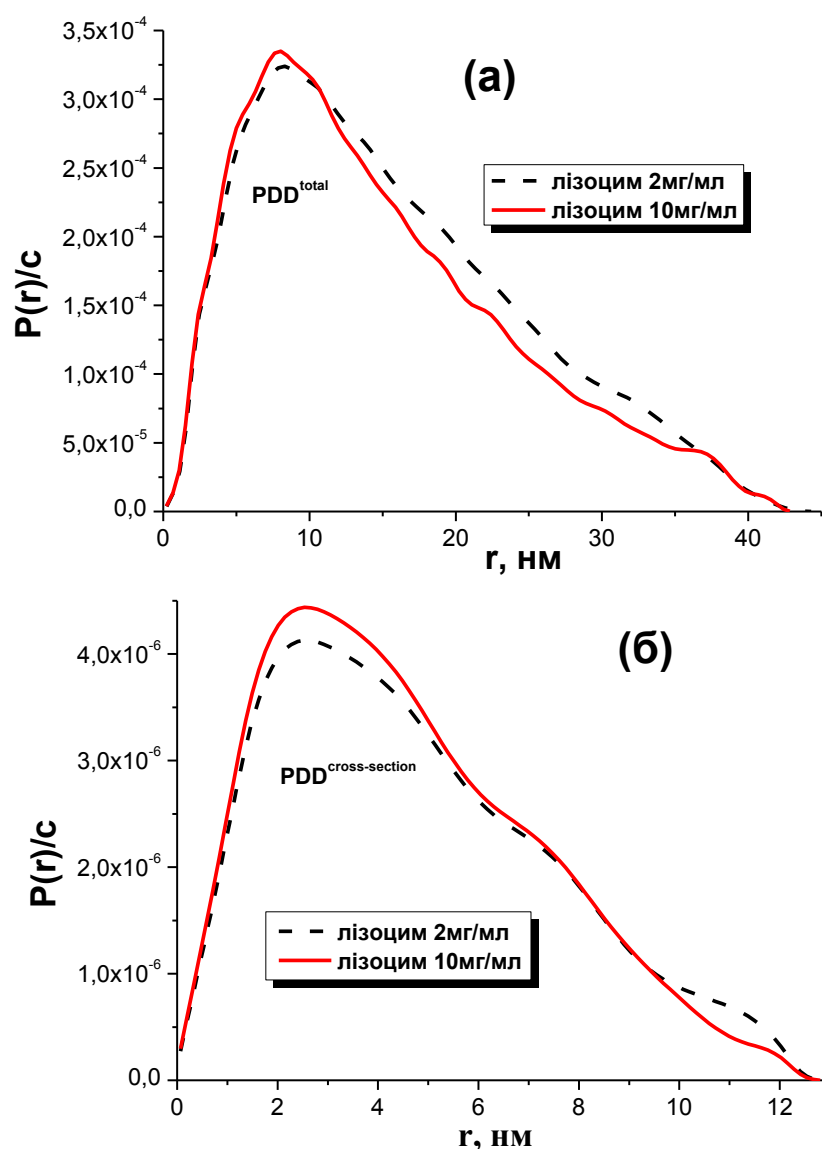 3,5x10⁻⁴
3,0x10⁻⁴
2,5x10⁻⁴
2,0x10⁻⁴
1,5x10⁻⁴
1,0x10⁻⁴
5,0x10⁻⁵
0,0
P(r)/c
(а)
PDDᵗᵒᵗᵃˡ
лізоцим 2мг/мл
лізоцим 10мг/мл
0 10 20 30 40
r, нм
4,0x10⁻⁶
3,0x10⁻⁶
2,0x10⁻⁶
1,0x10⁻⁶
0,0
P(r)/c
(б)
PDDᶜʳᵒˢˢ⁻ˢᵉᶜᵗⁱᵒⁿ
лізоцим 2мг/мл
лізоцим 10мг/мл
0 2 4 6 8 10 12
r, нм